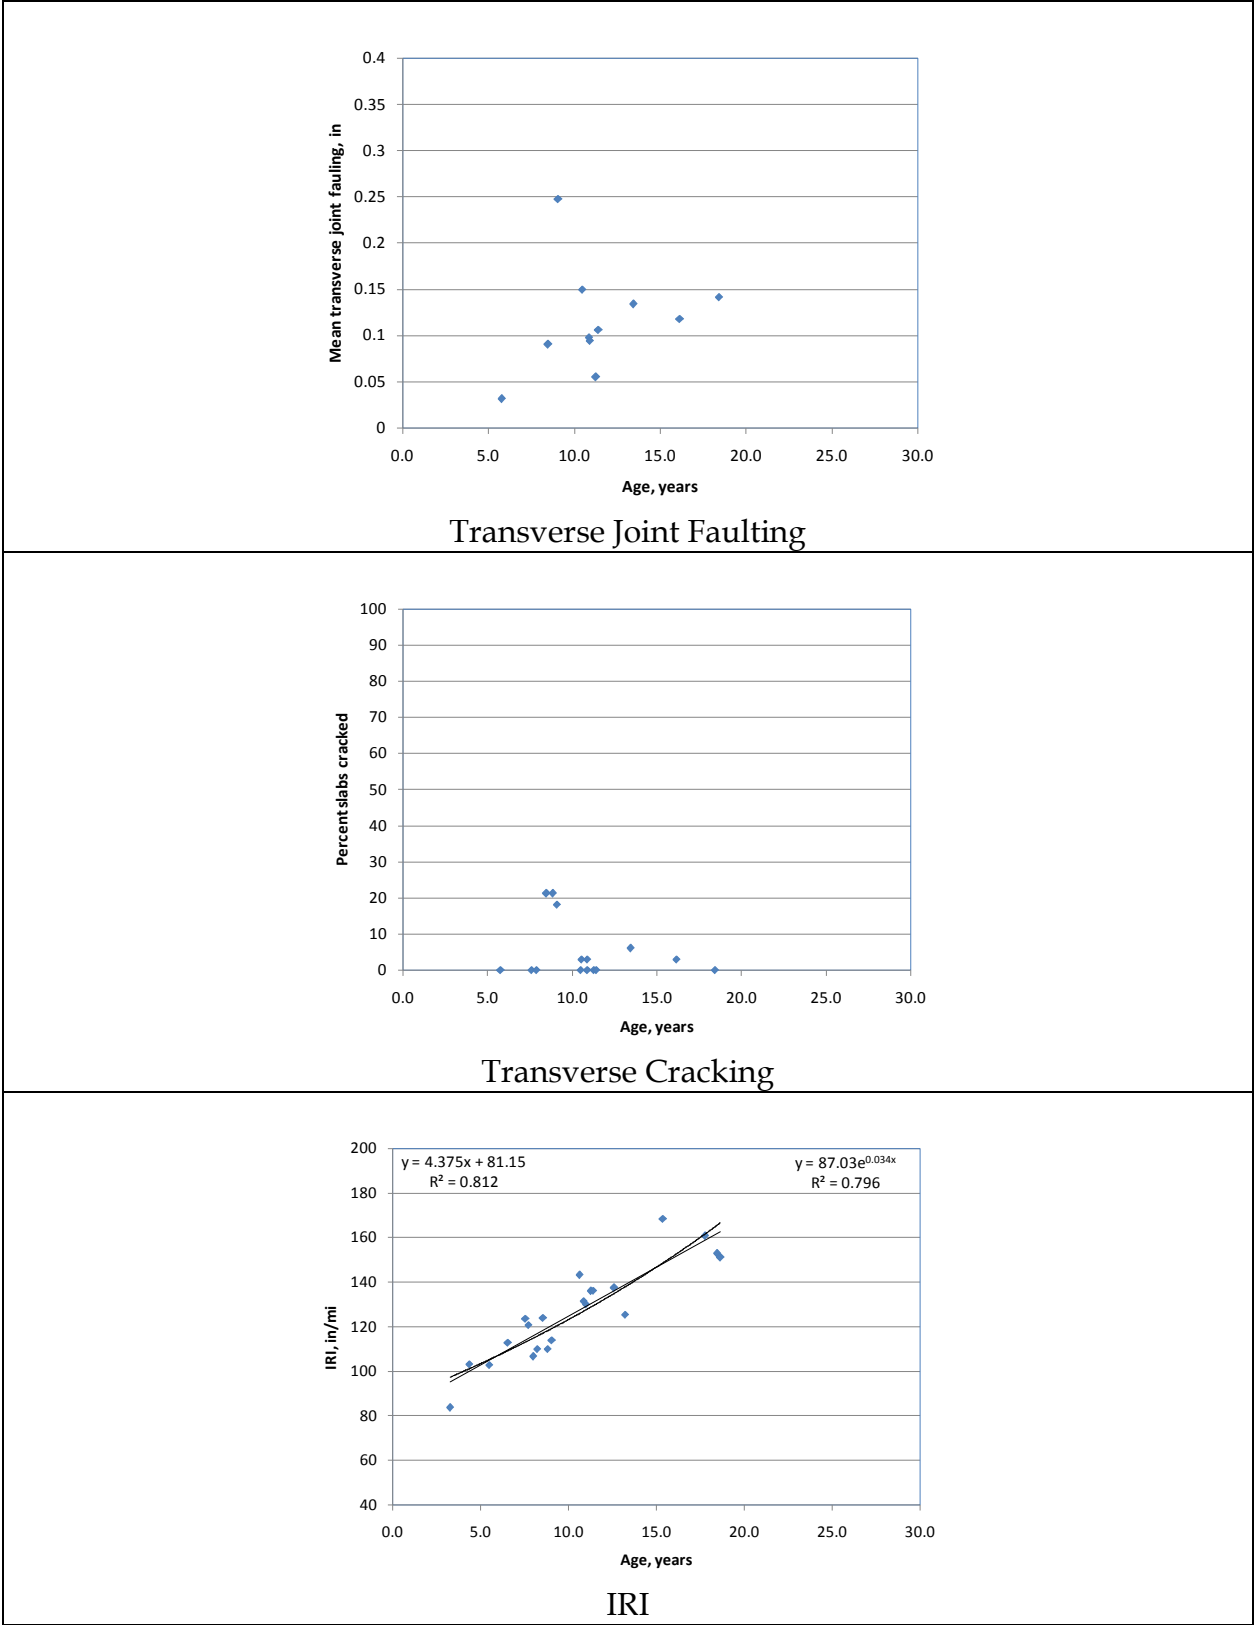 0.4
0.35
0.3
0.25
0.2
0.15
0.1
0.05
0
0.0 5.0 10.0 15.0 20.0 25.0 30.0
Mean transverse joint fauling, in
Age, years
Transverse Joint Faulting
100
90
80
70
60
50
40
30
20
10
0
0.0 5.0 10.0 15.0 20.0 25.0 30.0
Percent slabs cracked
Age, years
Transverse Cracking
y = 4.375x + 81.15
R² = 0.812
y = 87.03e^0.034x
R² = 0.796
200
180
160
140
120
100
80
60
40
0.0 5.0 10.0 15.0 20.0 25.0 30.0
IRI, in/mi
Age, years
IRI